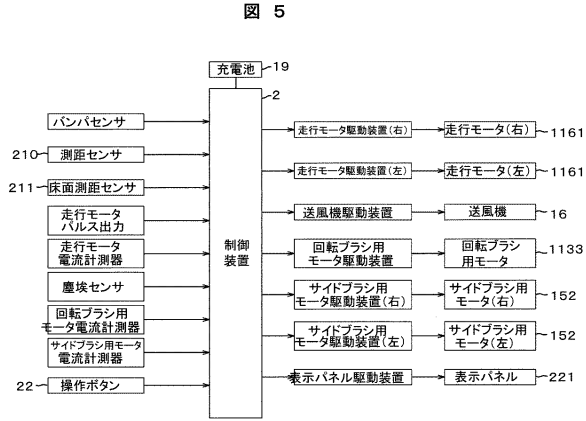 図 5
充電池
19
2
バンパセンサ
210
測距センサ
211
床面測距センサ
走行モータ
パルス出力
走行モータ
電流計測器
塵埃センサ
回転ブラシ用
モータ電流計測器
サイドブラシ用モータ
電流計測器
22
操作ボタン
制御
装置
走行モータ駆動装置(右)
走行モータ(右)
1161
走行モータ駆動装置(左)
走行モータ(左)
1161
送風機駆動装置
送風機
16
回転ブラシ用
モータ駆動装置
回転ブラシ
用モータ
1133
サイドブラシ用
モータ駆動装置(右)
サイドブラシ用
モータ(右)
152
サイドブラシ用
モータ駆動装置(左)
サイドブラシ用
モータ(左)
152
表示パネル駆動装置
表示パネル
221